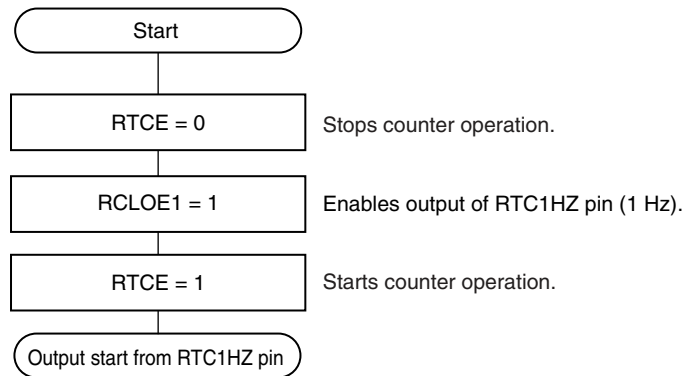 Start
RTCE = 0
Stops counter operation.
RCLOE1 = 1
Enables output of RTC1HZ pin (1 Hz).
RTCE = 1
Starts counter operation.
Output start from RTC1HZ pin